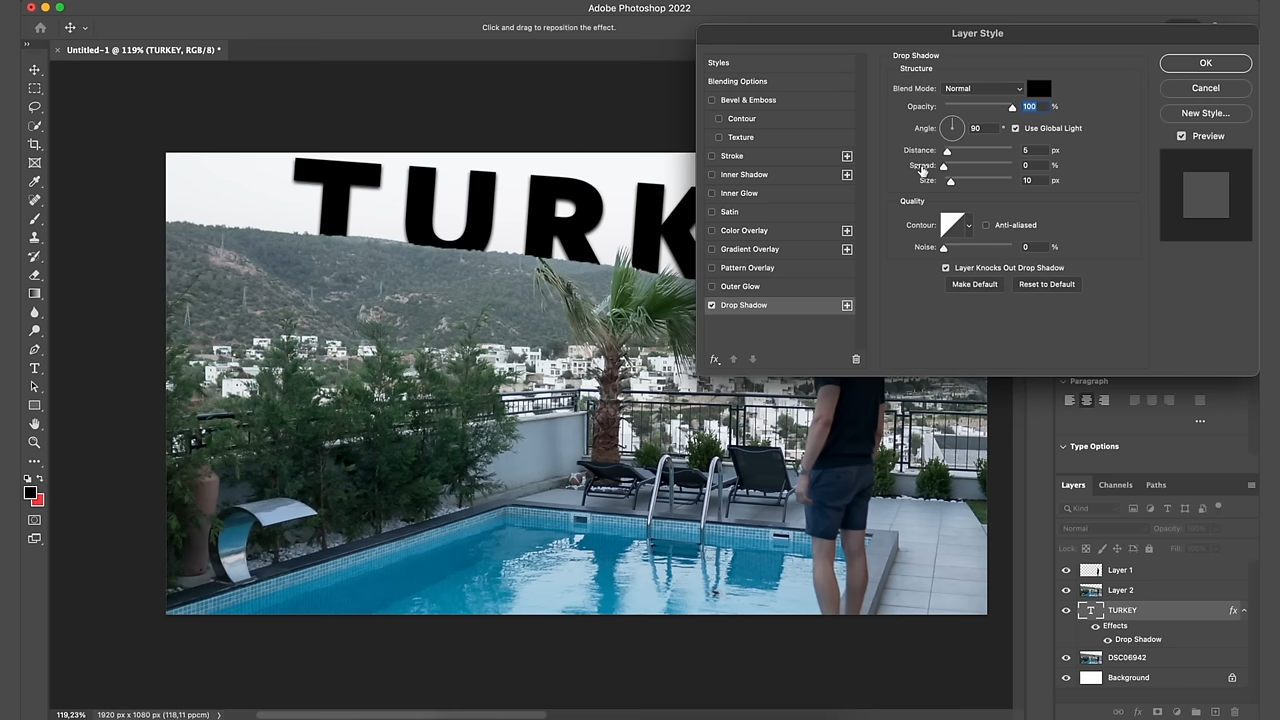 Adobe Photoshop 2022
Click and drag to reposition the effect.
Untitled-1 @ 119% (TURKEY, RGB/8) *
Layer Style
Styles
Blending Options
Bevel & Emboss
Contour
Texture
Stroke
Inner Shadow
Inner Glow
Satin
Color Overlay
Gradient Overlay
Pattern Overlay
Outer Glow
Drop Shadow
fx
Drop Shadow
Structure
Blend Mode: Normal
Opacity: 100 %
Angle: 90 ° Use Global Light
Distance: 5 px
Spread: 0 %
Size: 10 px
Quality
Contour: Anti-aliased
Noise: 0 %
Layer Knocks Out Drop Shadow
Make Default Reset to Default
OK
Cancel
New Style...
Preview
TURK
Paragraph
Type Options
Layers Channels Paths
Kind
Normal Opacity: 100%
Lock: Fill: 100%
Layer 1
Layer 2
TURKEY fx
Effects
Drop Shadow
DSC06942
Background
fx
119,23% 1920 px x 1080 px (118,11 ppcm)